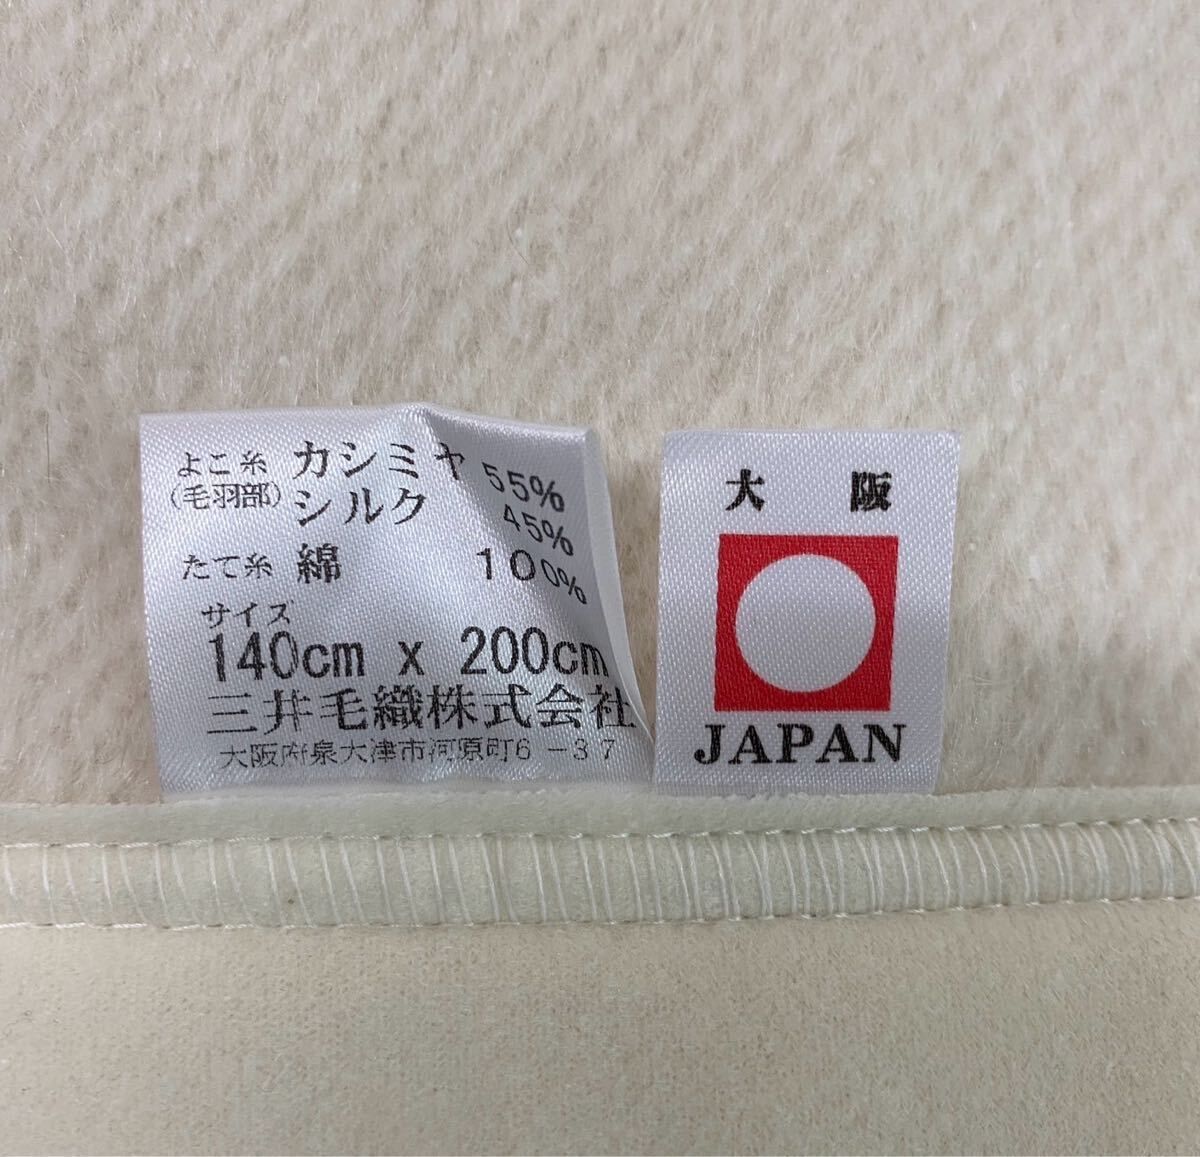 よこ糸 カシミヤ 55%
(毛羽部) シルク 45%
たて糸 綿 100%
サイズ
140cm x 200cm
三井毛織株式会社
大阪府泉大津市河原町6-37
大 阪
JAPAN